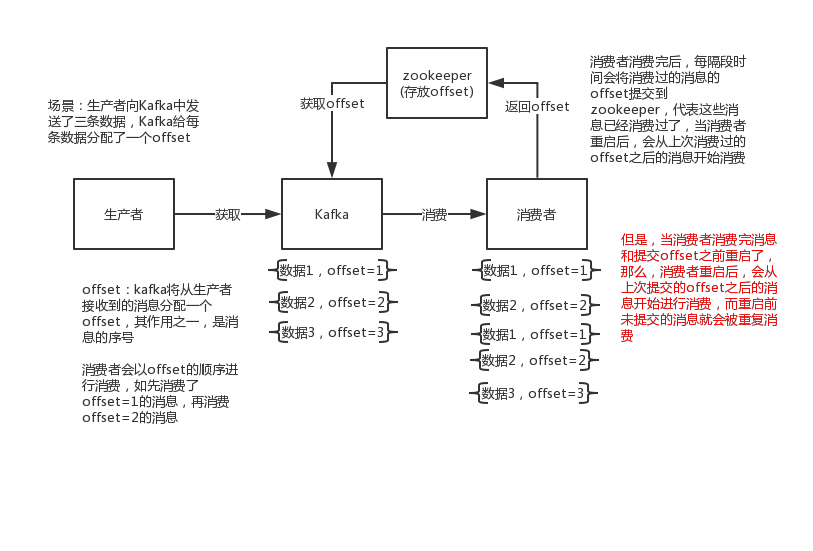 zookeeper
(存放offset)
获取offset
返回offset
消费者消费完后，每隔段时
间会将消费过的消息的
offset提交到
zookeeper，代表这些消
息已经消费过了，当消费者
重启后，会从上次消费过的
offset之后的消息开始消费
场景：生产者向Kafka中发
送了三条数据，Kafka给每
条数据分配了一个offset
生产者
获取
Kafka
消费
消费者
数据1，offset=1
数据2，offset=2
数据3，offset=3
数据1，offset=1
数据2，offset=2
数据1，offset=1
数据2，offset=2
数据3，offset=3
但是，当消费者消费完消息
和提交offset之前重启了，
那么，消费者重启后，会从
上次提交的offset之后的消
息开始进行消费，而重启前
未提交的消息就会被重复消
费
offset：kafka将从生产者
接收到的消息分配一个
offset，其作用之一，是消
息的序号
消费者会以offset的顺序进
行消费，如先消费了
offset=1的消息，再消费
offset=2的消息